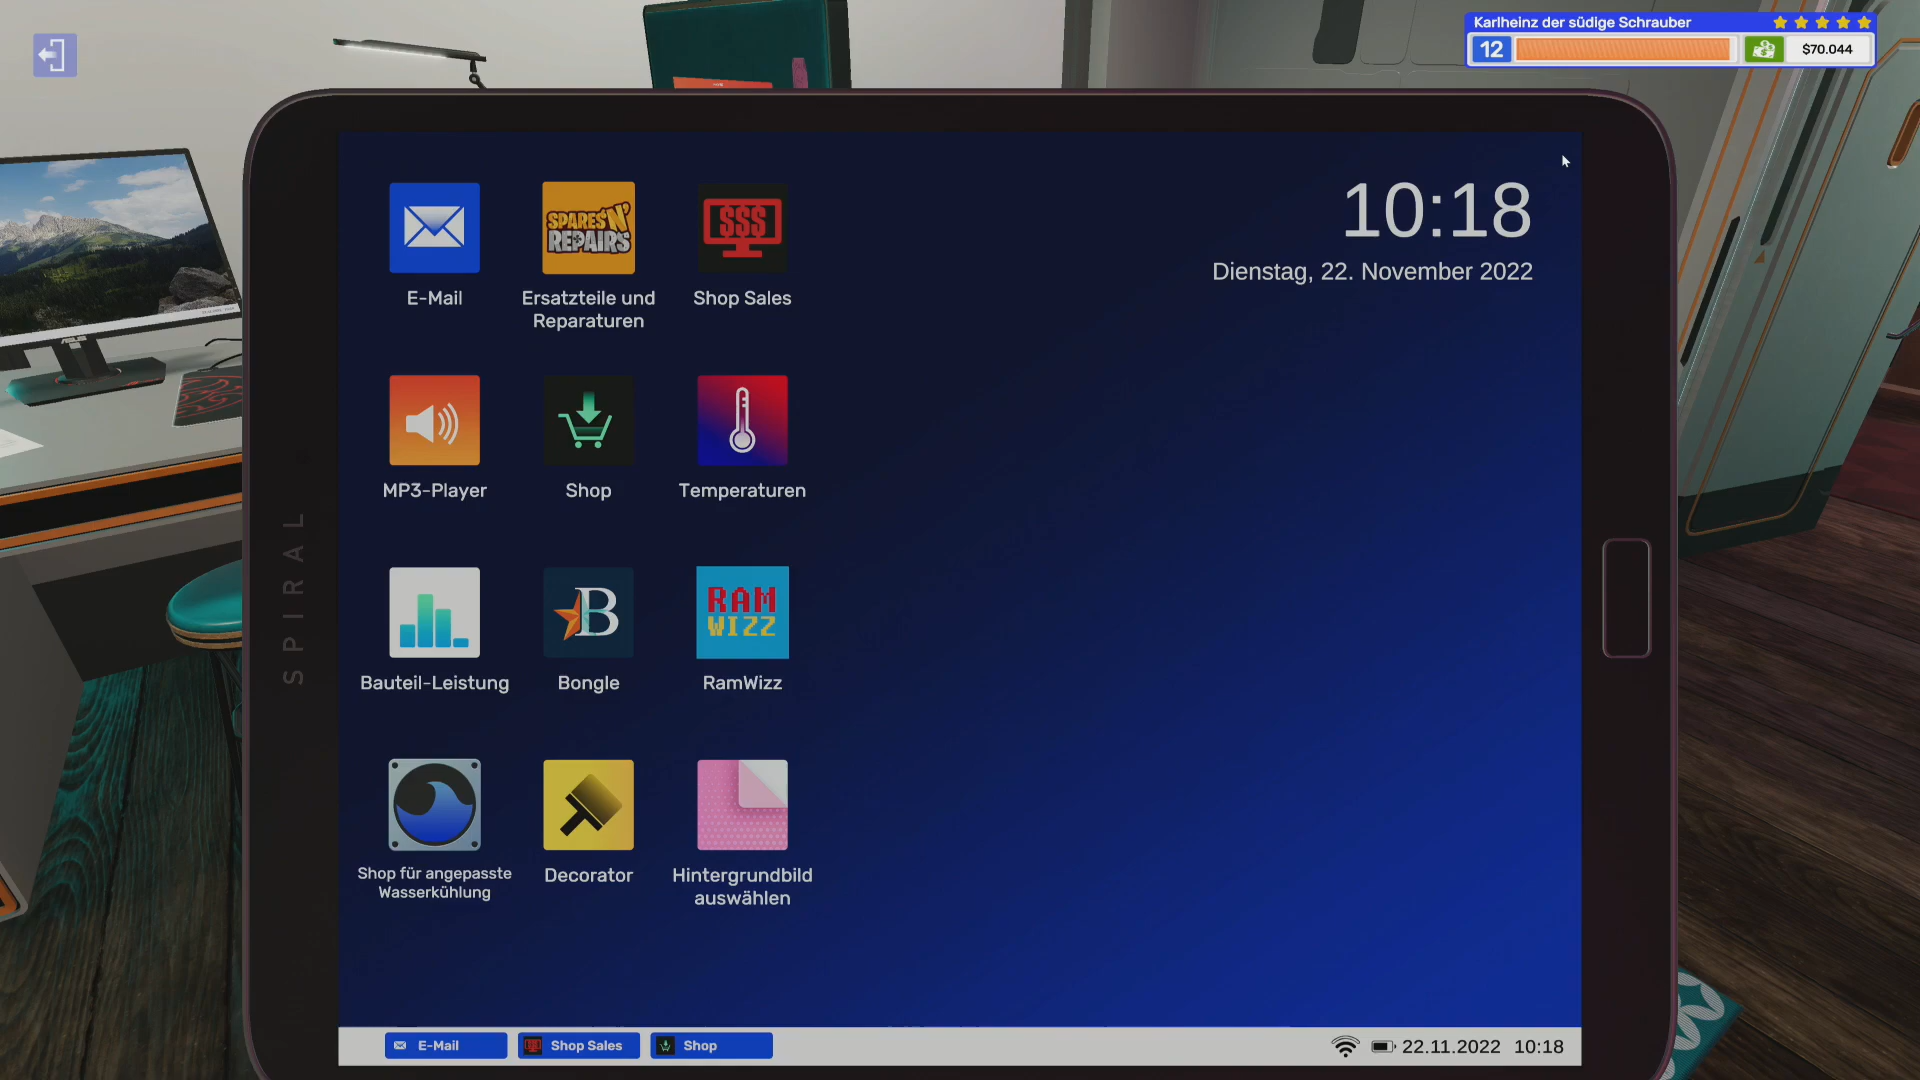 Karlheinz der südige Schrauber
12
$70.044
10:18
Dienstag, 22. November 2022
$$$
SPARES N' REPAIRS
E-Mail
Ersatzteile und
Reparaturen
Shop Sales
MP3-Player
Shop
Temperaturen
B
RAM
WIZZ
Bauteil-Leistung
Bongle
RamWizz
Shop für angepasste
Wasserkühlung
Decorator
Hintergrundbild
auswählen
SPIRAL
ASUS
E-Mail
Shop Sales
Shop
22.11.2022 10:18